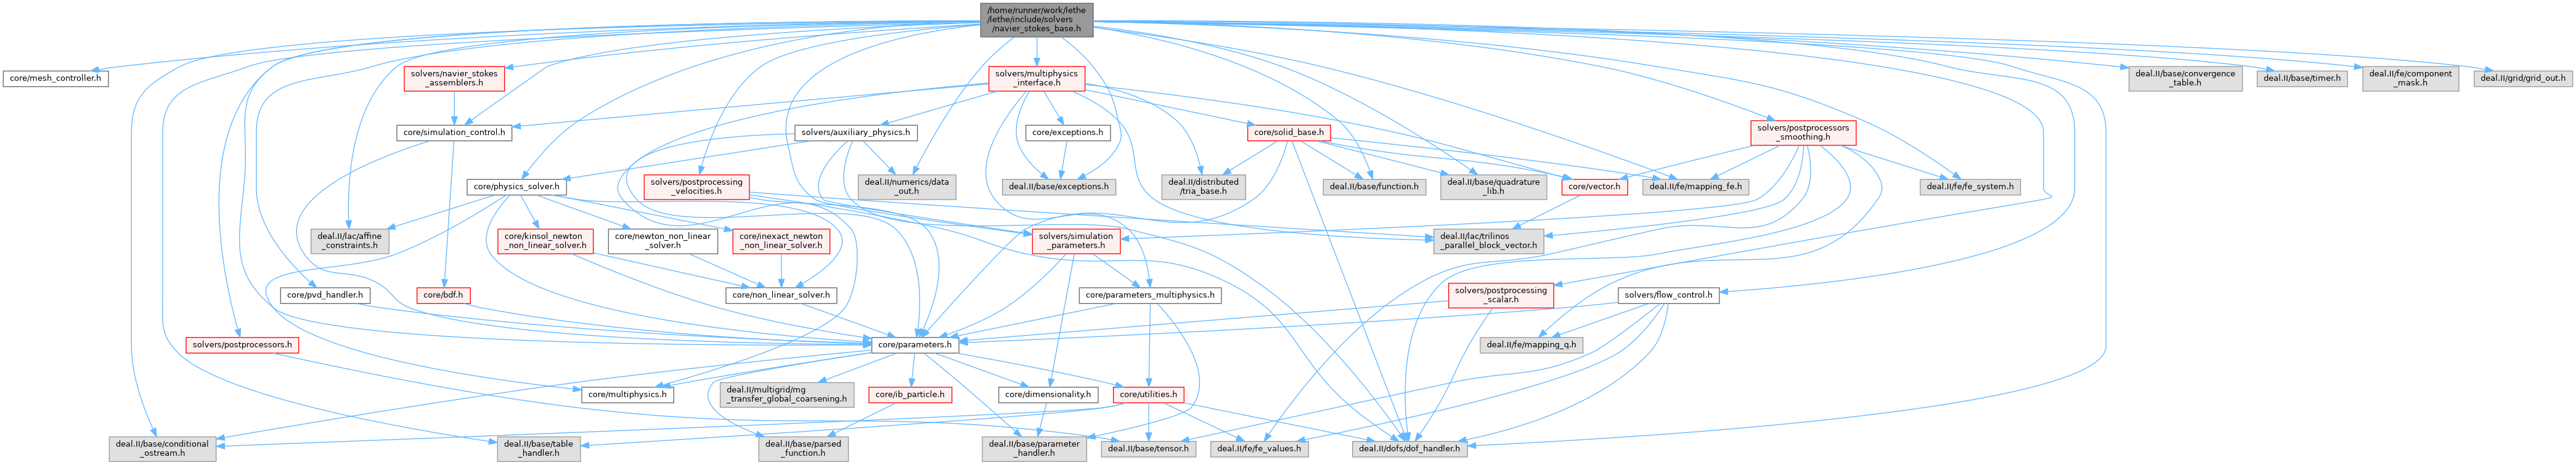 /home/runner/work/lethe
/lethe/include/solvers
/navier_stokes_base.h
core/mesh_controller.h
solvers/navier_stokes
_assemblers.h
solvers/multiphysics
_interface.h
deal.II/base/convergence
_table.h
deal.II/base/timer.h
deal.II/fe/component
_mask.h
deal.II/grid/grid_out.h
core/simulation_control.h
solvers/auxiliary_physics.h
core/exceptions.h
core/solid_base.h
solvers/postprocessors
_smoothing.h
core/physics_solver.h
solvers/postprocessing
_velocities.h
deal.II/numerics/data
_out.h
deal.II/base/exceptions.h
deal.II/distributed
/tria_base.h
deal.II/base/function.h
deal.II/base/quadrature
_lib.h
core/vector.h
deal.II/fe/mapping_fe.h
deal.II/fe/fe_system.h
deal.II/lac/affine
_constraints.h
core/kinsol_newton
_non_linear_solver.h
core/newton_non_linear
_solver.h
core/inexact_newton
_non_linear_solver.h
solvers/simulation
_parameters.h
deal.II/lac/trilinos
_parallel_block_vector.h
core/pvd_handler.h
core/bdf.h
core/non_linear_solver.h
core/parameters_multiphysics.h
solvers/postprocessing
_scalar.h
solvers/flow_control.h
solvers/postprocessors.h
core/parameters.h
deal.II/fe/mapping_q.h
core/multiphysics.h
deal.II/multigrid/mg
_transfer_global_coarsening.h
core/ib_particle.h
core/dimensionality.h
core/utilities.h
deal.II/base/conditional
_ostream.h
deal.II/base/table
_handler.h
deal.II/base/parsed
_function.h
deal.II/base/parameter
_handler.h
deal.II/base/tensor.h
deal.II/fe/fe_values.h
deal.II/dofs/dof_handler.h